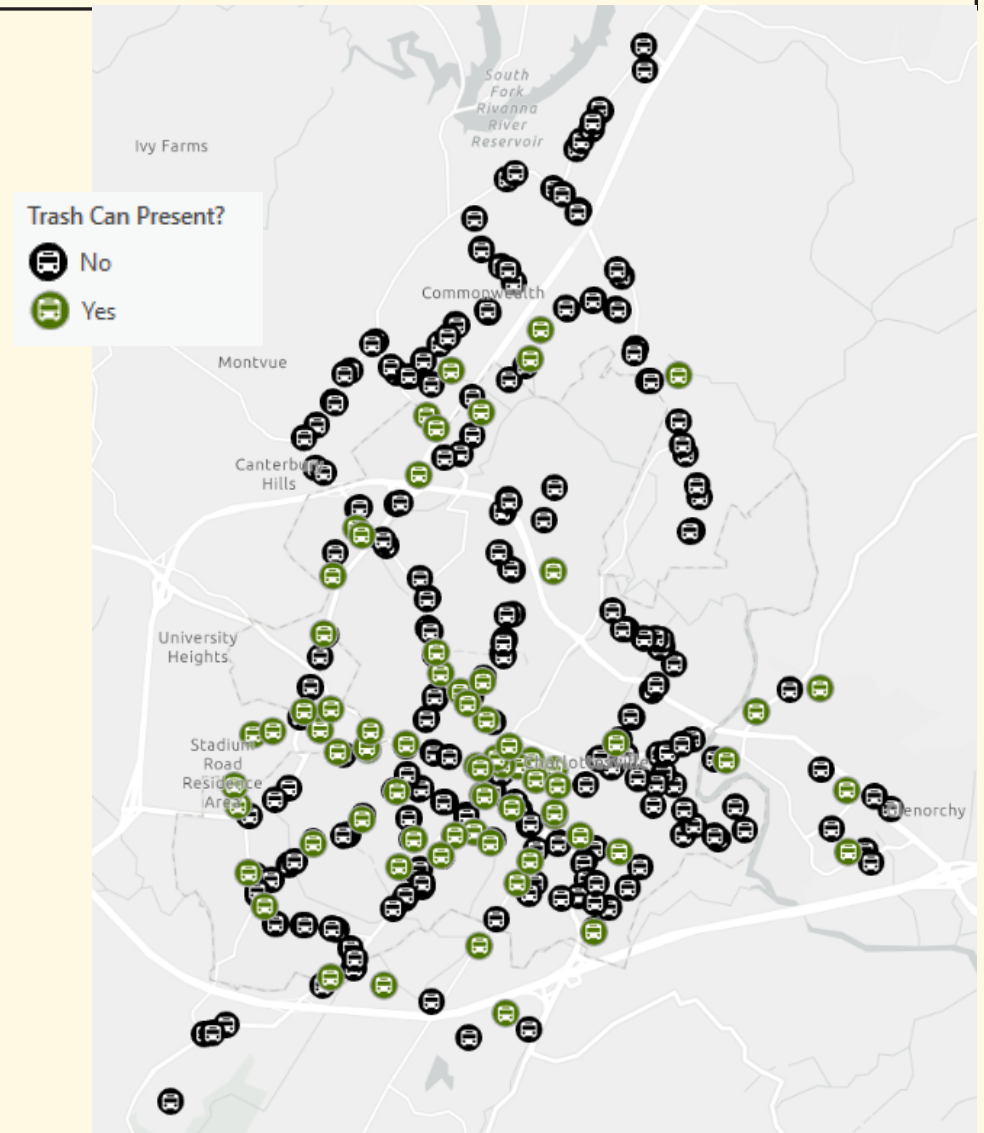 South
Fork
Rivanna
River
Reservoir
Ivy Farms
Trash Can Present?
No
Yes
Commonwealth
Montvue
Canterbury
Hills
University
Heights
Stadium
Road
Residence
Area
Charlottesville
Glenorchy